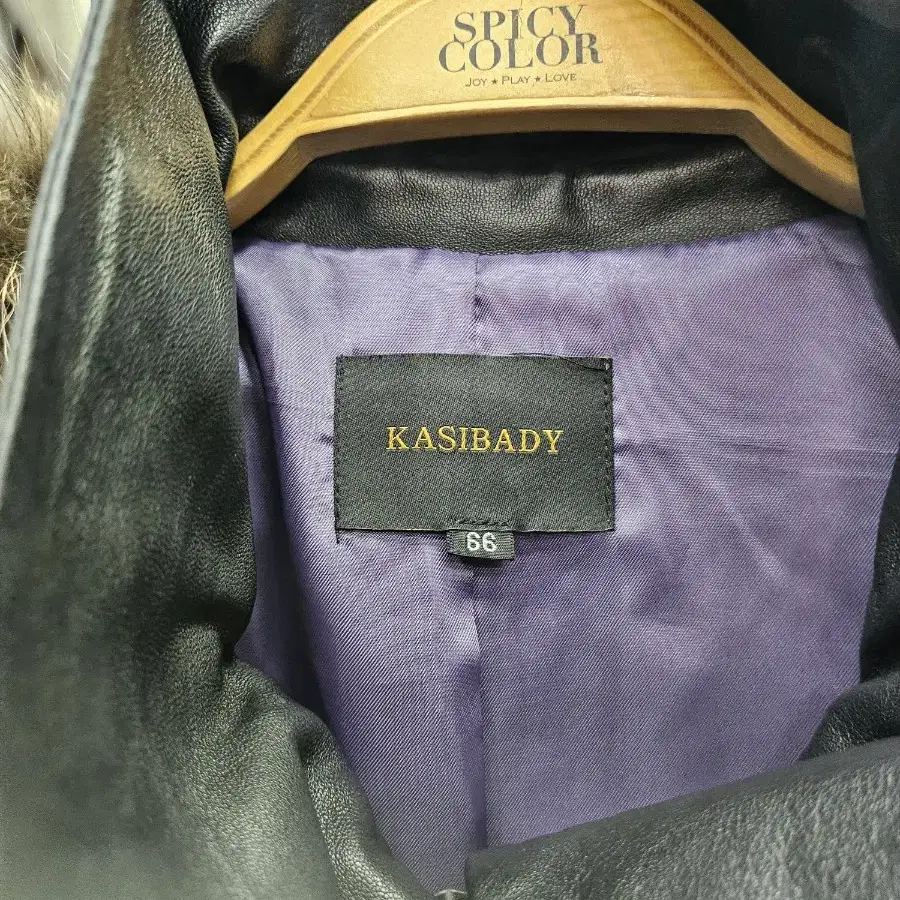 SPICY
COLOR
JOY ★ PLAY ★ LOVE
KASIBADY
66